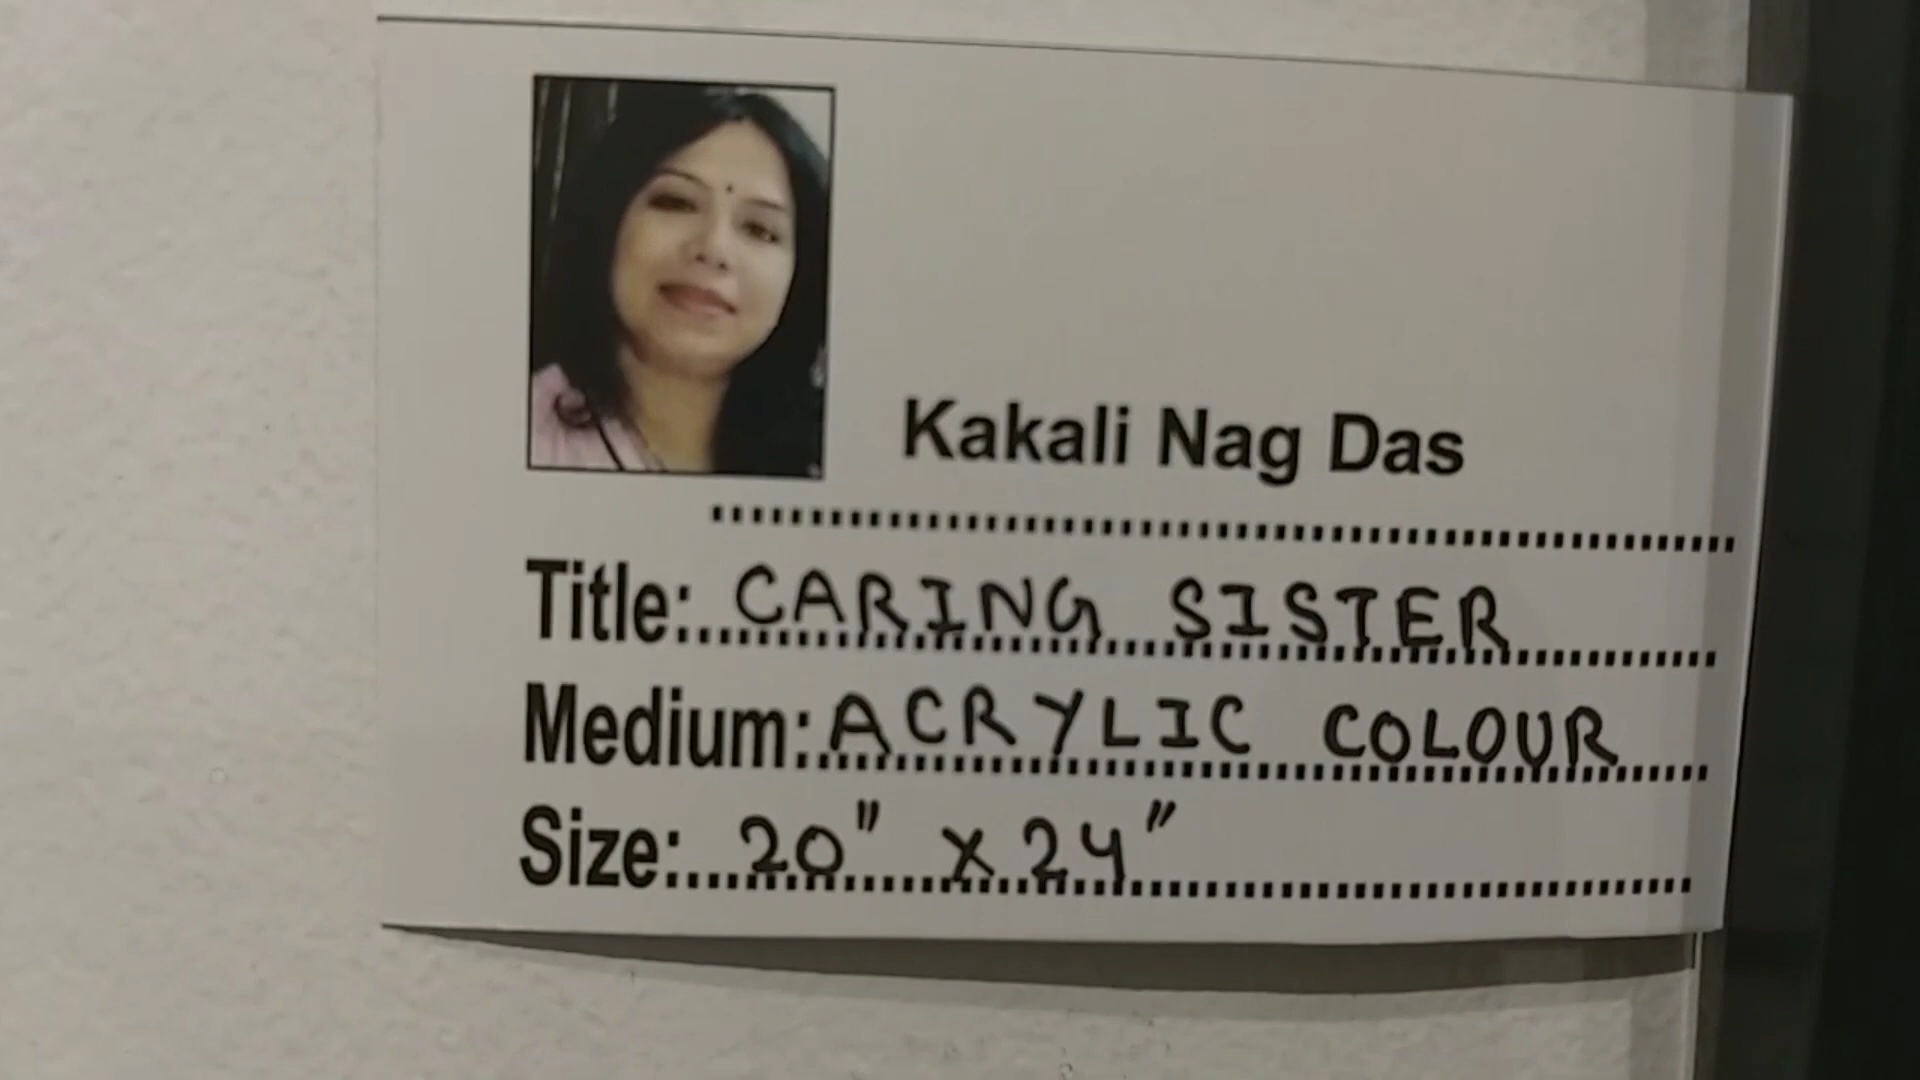 Kakali Nag Das
Title: CARING SISTER
Medium: ACRYLIC COLOUR
Size: 20" x 24"